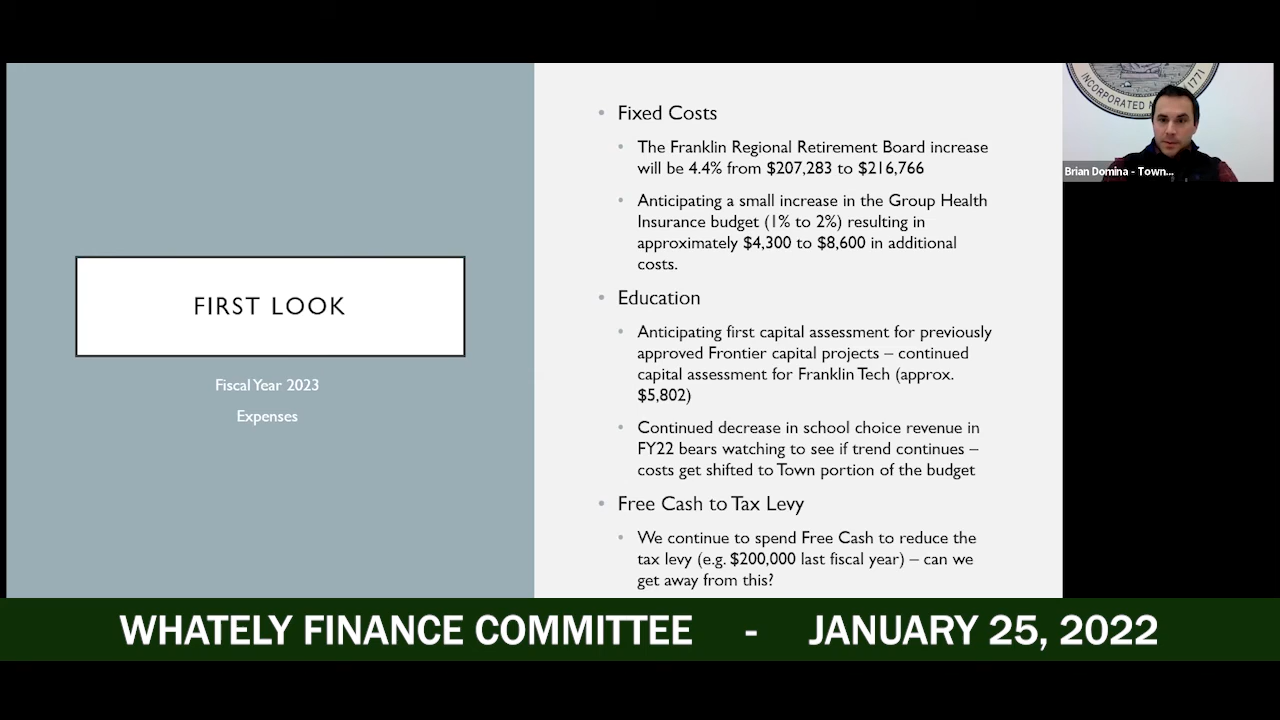 FIRST LOOK
Fiscal Year 2023
Expenses
• Fixed Costs
• The Franklin Regional Retirement Board increase
will be 4.4% from $207,283 to $216,766
• Anticipating a small increase in the Group Health
Insurance budget (1% to 2%) resulting in
approximately $4,300 to $8,600 in additional
costs.
• Education
• Anticipating first capital assessment for previously
approved Frontier capital projects – continued
capital assessment for Franklin Tech (approx.
$5,802)
• Continued decrease in school choice revenue in
FY22 bears watching to see if trend continues –
costs get shifted to Town portion of the budget
• Free Cash to Tax Levy
• We continue to spend Free Cash to reduce the
tax levy (e.g. $200,000 last fiscal year) – can we
get away from this?
INCORPORATED 1771
Brian Domina - Town...
WHATELY FINANCE COMMITTEE - JANUARY 25, 2022